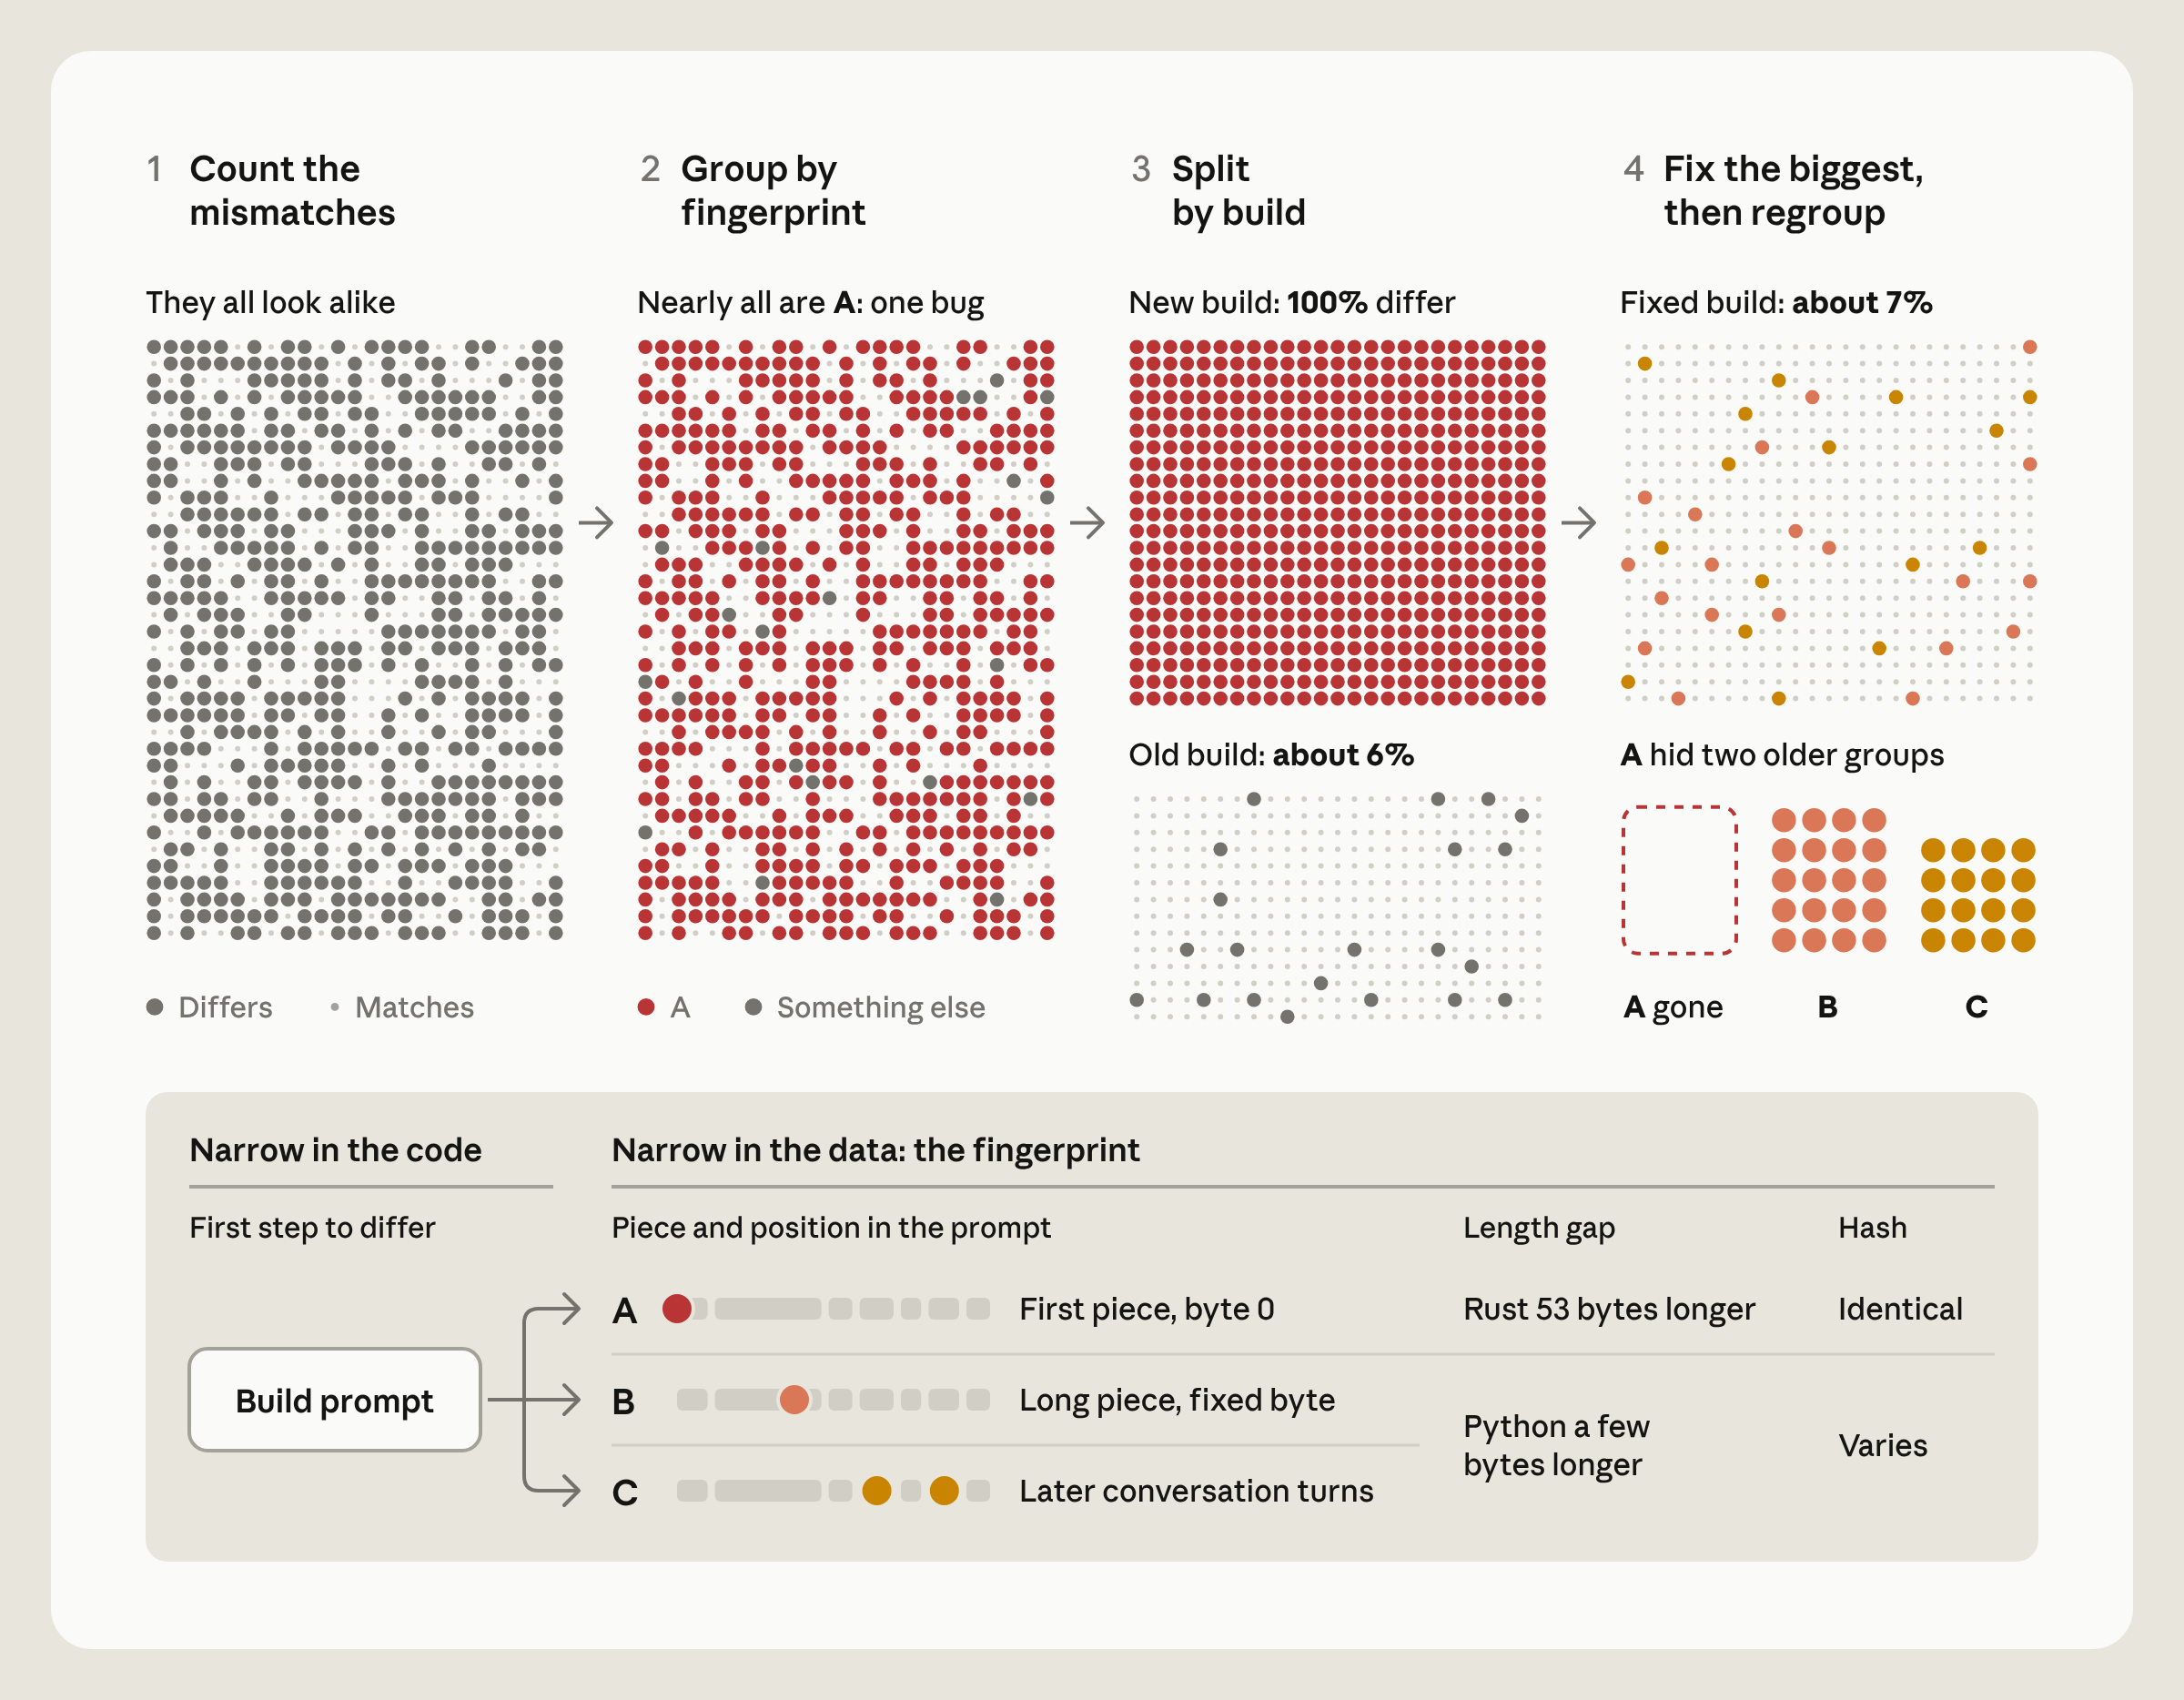 1 Count the
mismatches
They all look alike
Differs
Matches
2 Group by
fingerprint
Nearly all are A: one bug
A
Something else
3 Split
by build
New build: 100% differ
Old build: about 6%
4 Fix the biggest,
then regroup
Fixed build: about 7%
A hid two older groups
A gone
B
C
Narrow in the code
First step to differ
Build prompt
Narrow in the data: the fingerprint
Piece and position in the prompt
Length gap
Hash
A
First piece, byte 0
Rust 53 bytes longer
Identical
B
Long piece, fixed byte
Python a few
bytes longer
Varies
C
Later conversation turns